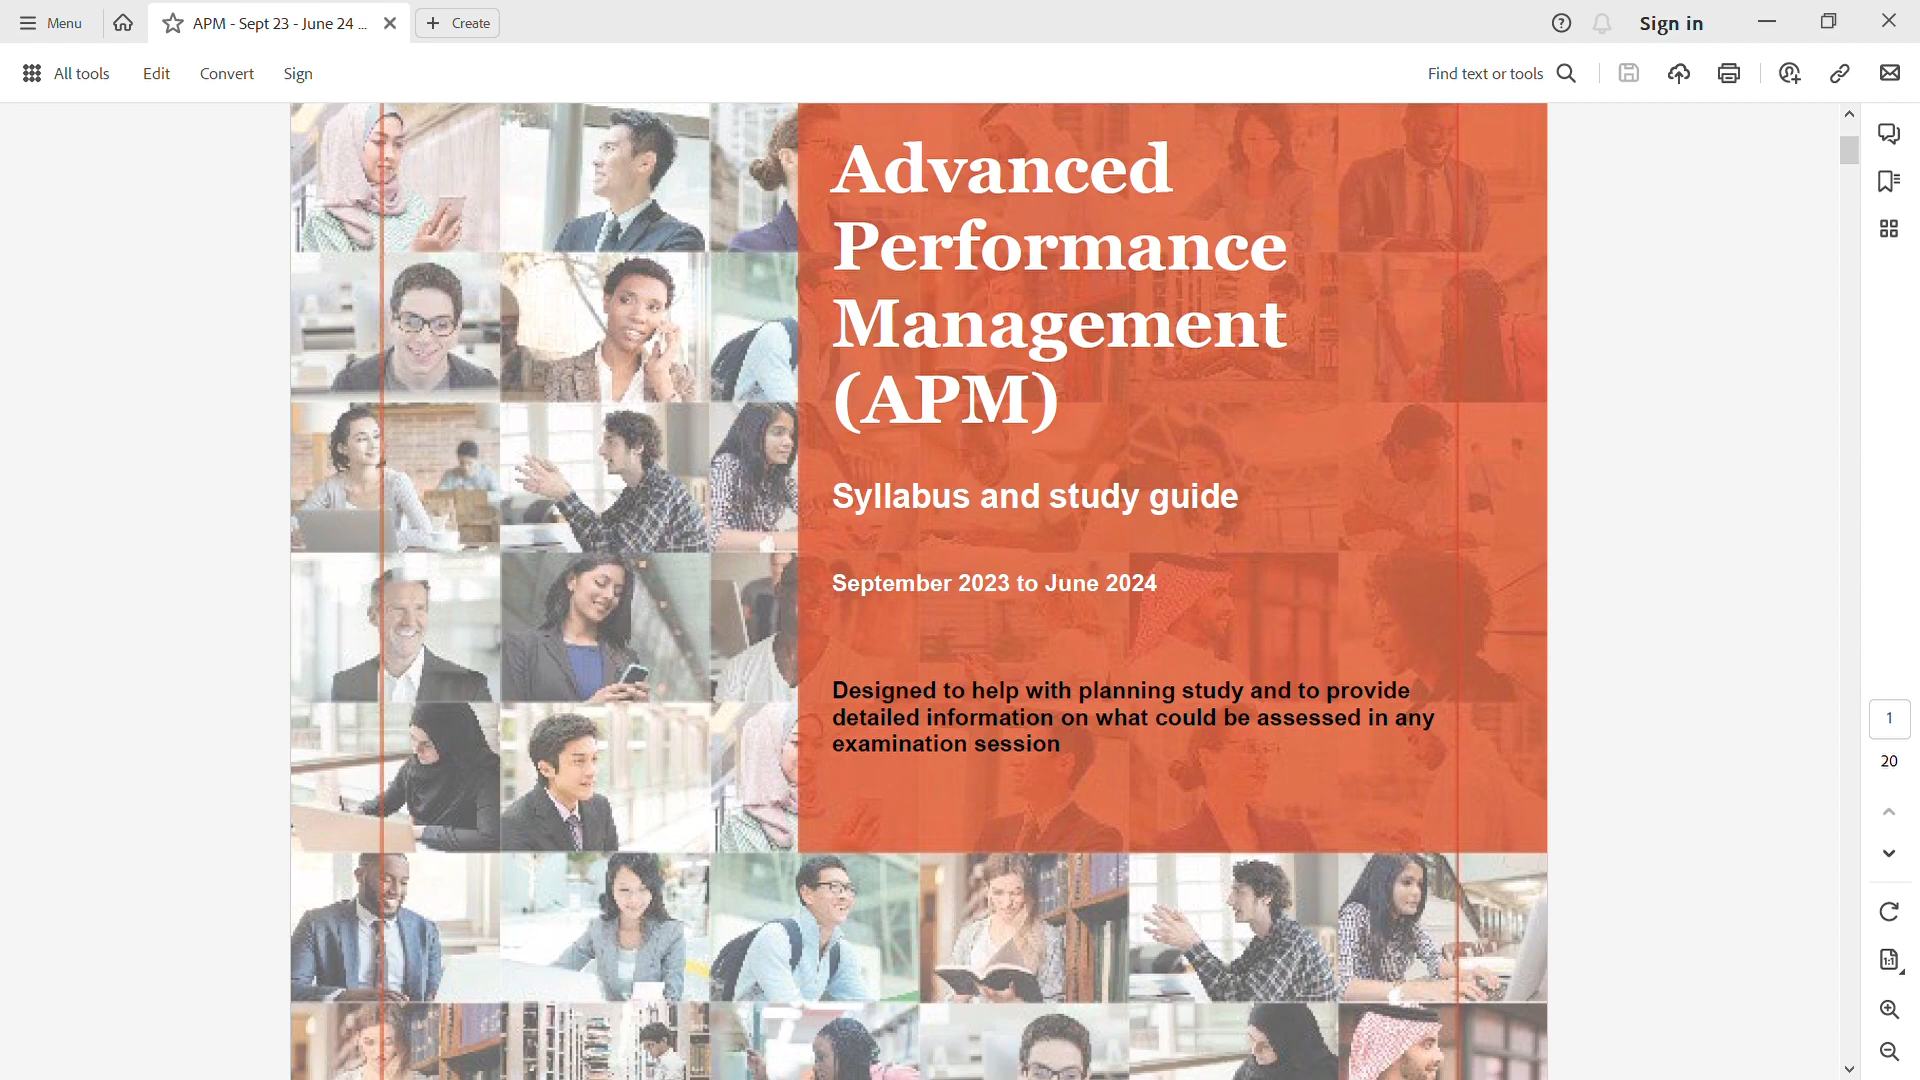 Menu
APM - Sept 23 - June 24 ...
Create
Sign in
All tools
Edit
Convert
Sign
Find text or tools
Advanced
Performance
Management
(APM)
Syllabus and study guide
September 2023 to June 2024
Designed to help with planning study and to provide
detailed information on what could be assessed in any
examination session
1
20
1:1